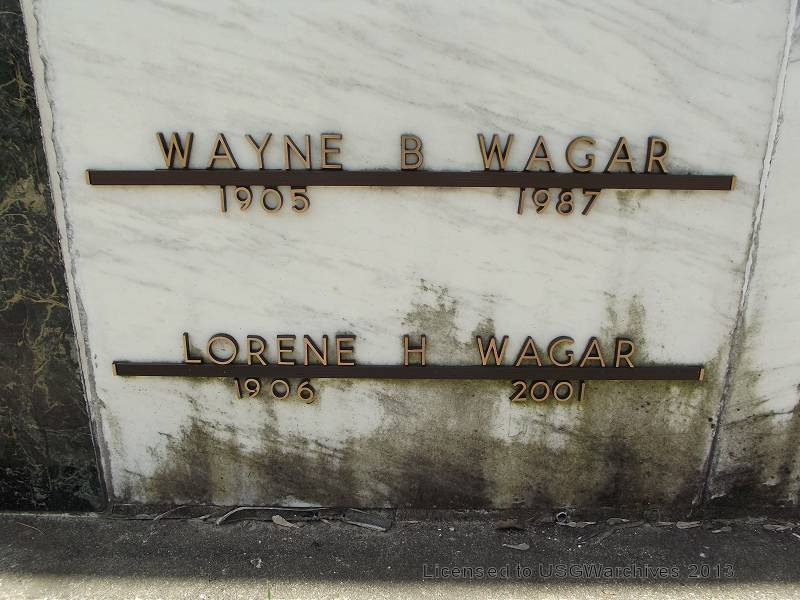 WAYNE B WAGAR
1905 1987
LORENE H WAGAR
1906 2001
Licensed to USGWarchives 2013